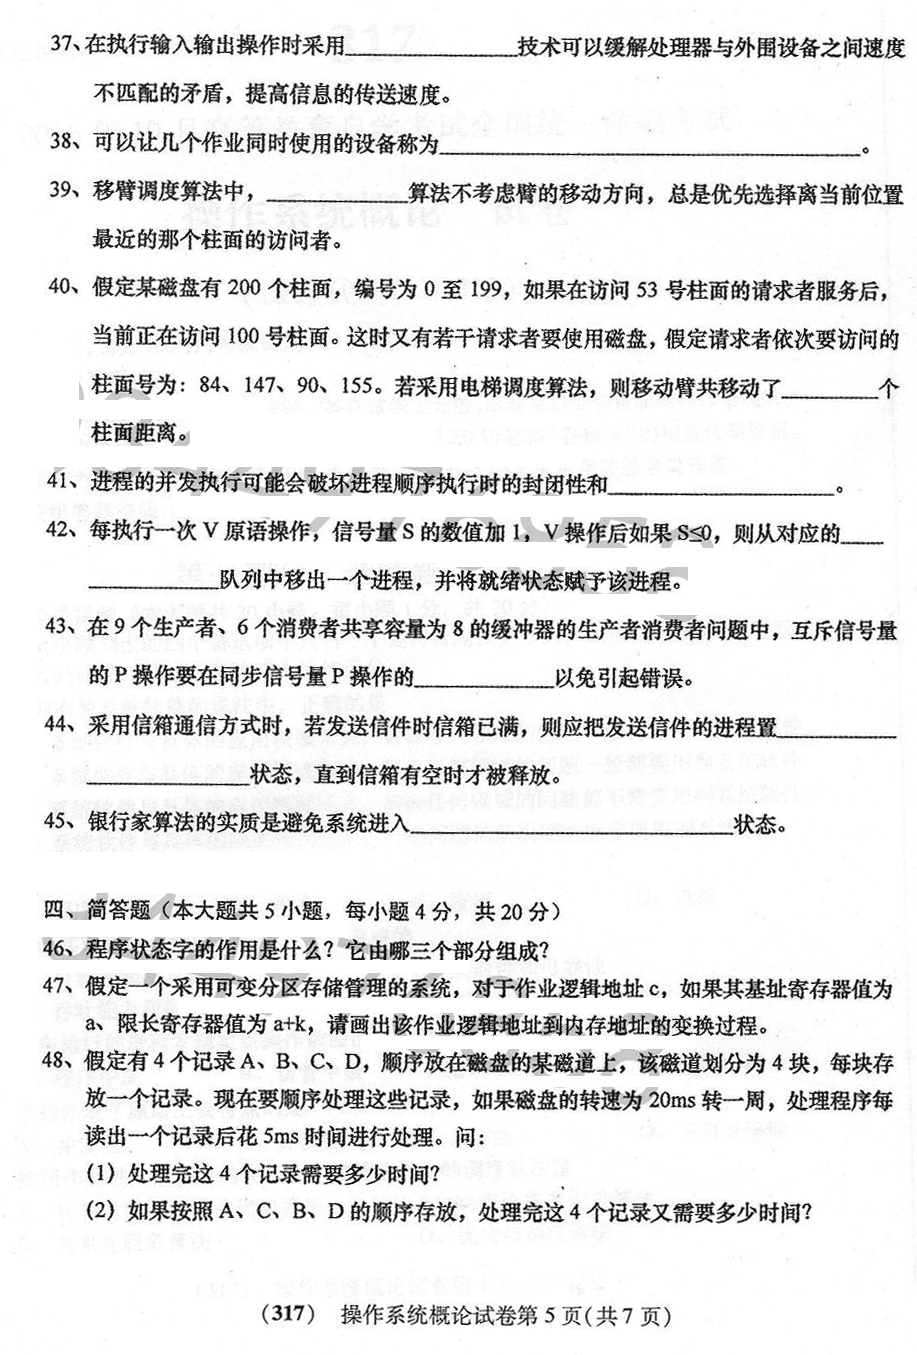 37、在执行输入输出操作时采用____________技术可以缓解处理器与外围设备之间速度
不匹配的矛盾，提高信息的传送速度。
38、可以让几个作业同时使用的设备称为____________。
39、移臂调度算法中，____________算法不考虑臂的移动方向，总是优先选择离当前位置
最近的那个柱面的访问者。
40、假定某磁盘有 200 个柱面，编号为 0 至 199，如果在访问 53 号柱面的请求者服务后，
当前正在访问 100 号柱面。这时又有若干请求者要使用磁盘，假定请求者依次要访问的
柱面号为：84、147、90、155。若采用电梯调度算法，则移动臂共移动了________个
柱面距离。
41、进程的并发执行可能会破坏进程顺序执行时的封闭性和____________。
42、每执行一次 V 原语操作，信号量 S 的数值加 1，V 操作后如果 S≤0，则从对应的____
____________队列中移出一个进程，并将就绪状态赋予该进程。
43、在 9 个生产者、6 个消费者共享容量为 8 的缓冲器的生产者消费者问题中，互斥信号量
的 P 操作要在同步信号量 P 操作的____________以免引起错误。
44、采用信箱通信方式时，若发送信件时信箱已满，则应把发送信件的进程置____________
____________状态，直到信箱有空时才被释放。
45、银行家算法的实质是避免系统进入____________状态。
四、简答题（本大题共 5 小题，每小题 4 分，共 20 分）
46、程序状态字的作用是什么？它由哪三个部分组成？
47、假定一个采用可变分区存储管理的系统，对于作业逻辑地址 c，如果其基址寄存器值为
a、限长寄存器值为 a+k，请画出该作业逻辑地址到内存地址的变换过程。
48、假定有 4 个记录 A、B、C、D，顺序放在磁盘的某磁道上，该磁道划分为 4 块，每块存
放一个记录。现在要顺序处理这些记录，如果磁盘的转速为 20ms 转一周，处理程序每
读出一个记录后花 5ms 时间进行处理。问：
(1) 处理完这 4 个记录需要多少时间？
(2) 如果按照 A、C、B、D 的顺序存放，处理完这 4 个记录又需要多少时间？
(317) 操作系统概论试卷第 5 页(共 7 页)